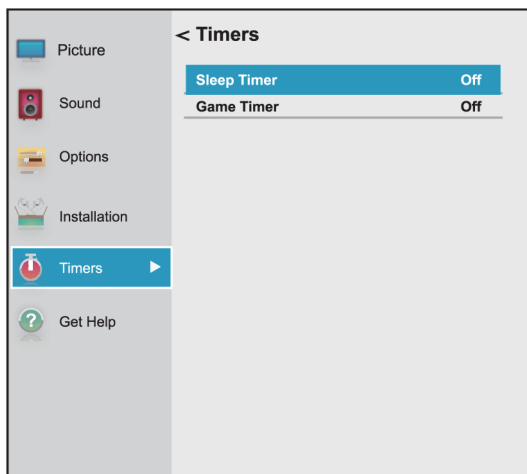 Picture
Sound
Options
Installation
Timers
Get Help
< Timers
Sleep Timer Off
Game Timer Off